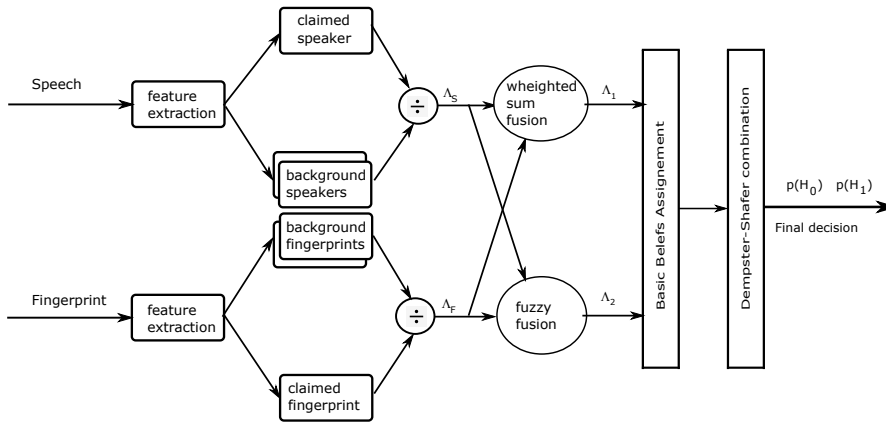 Speech
feature
extraction
claimed
speaker
background
speakers
÷
ΛS
wheighted
sum
fusion
Λ1
Fingerprint
feature
extraction
background
fingerprints
claimed
fingerprint
÷
ΛF
fuzzy
fusion
Λ2
Basic Belefs Assignement
Dempster-Shafer combination
p(H0) p(H1)
Final decision